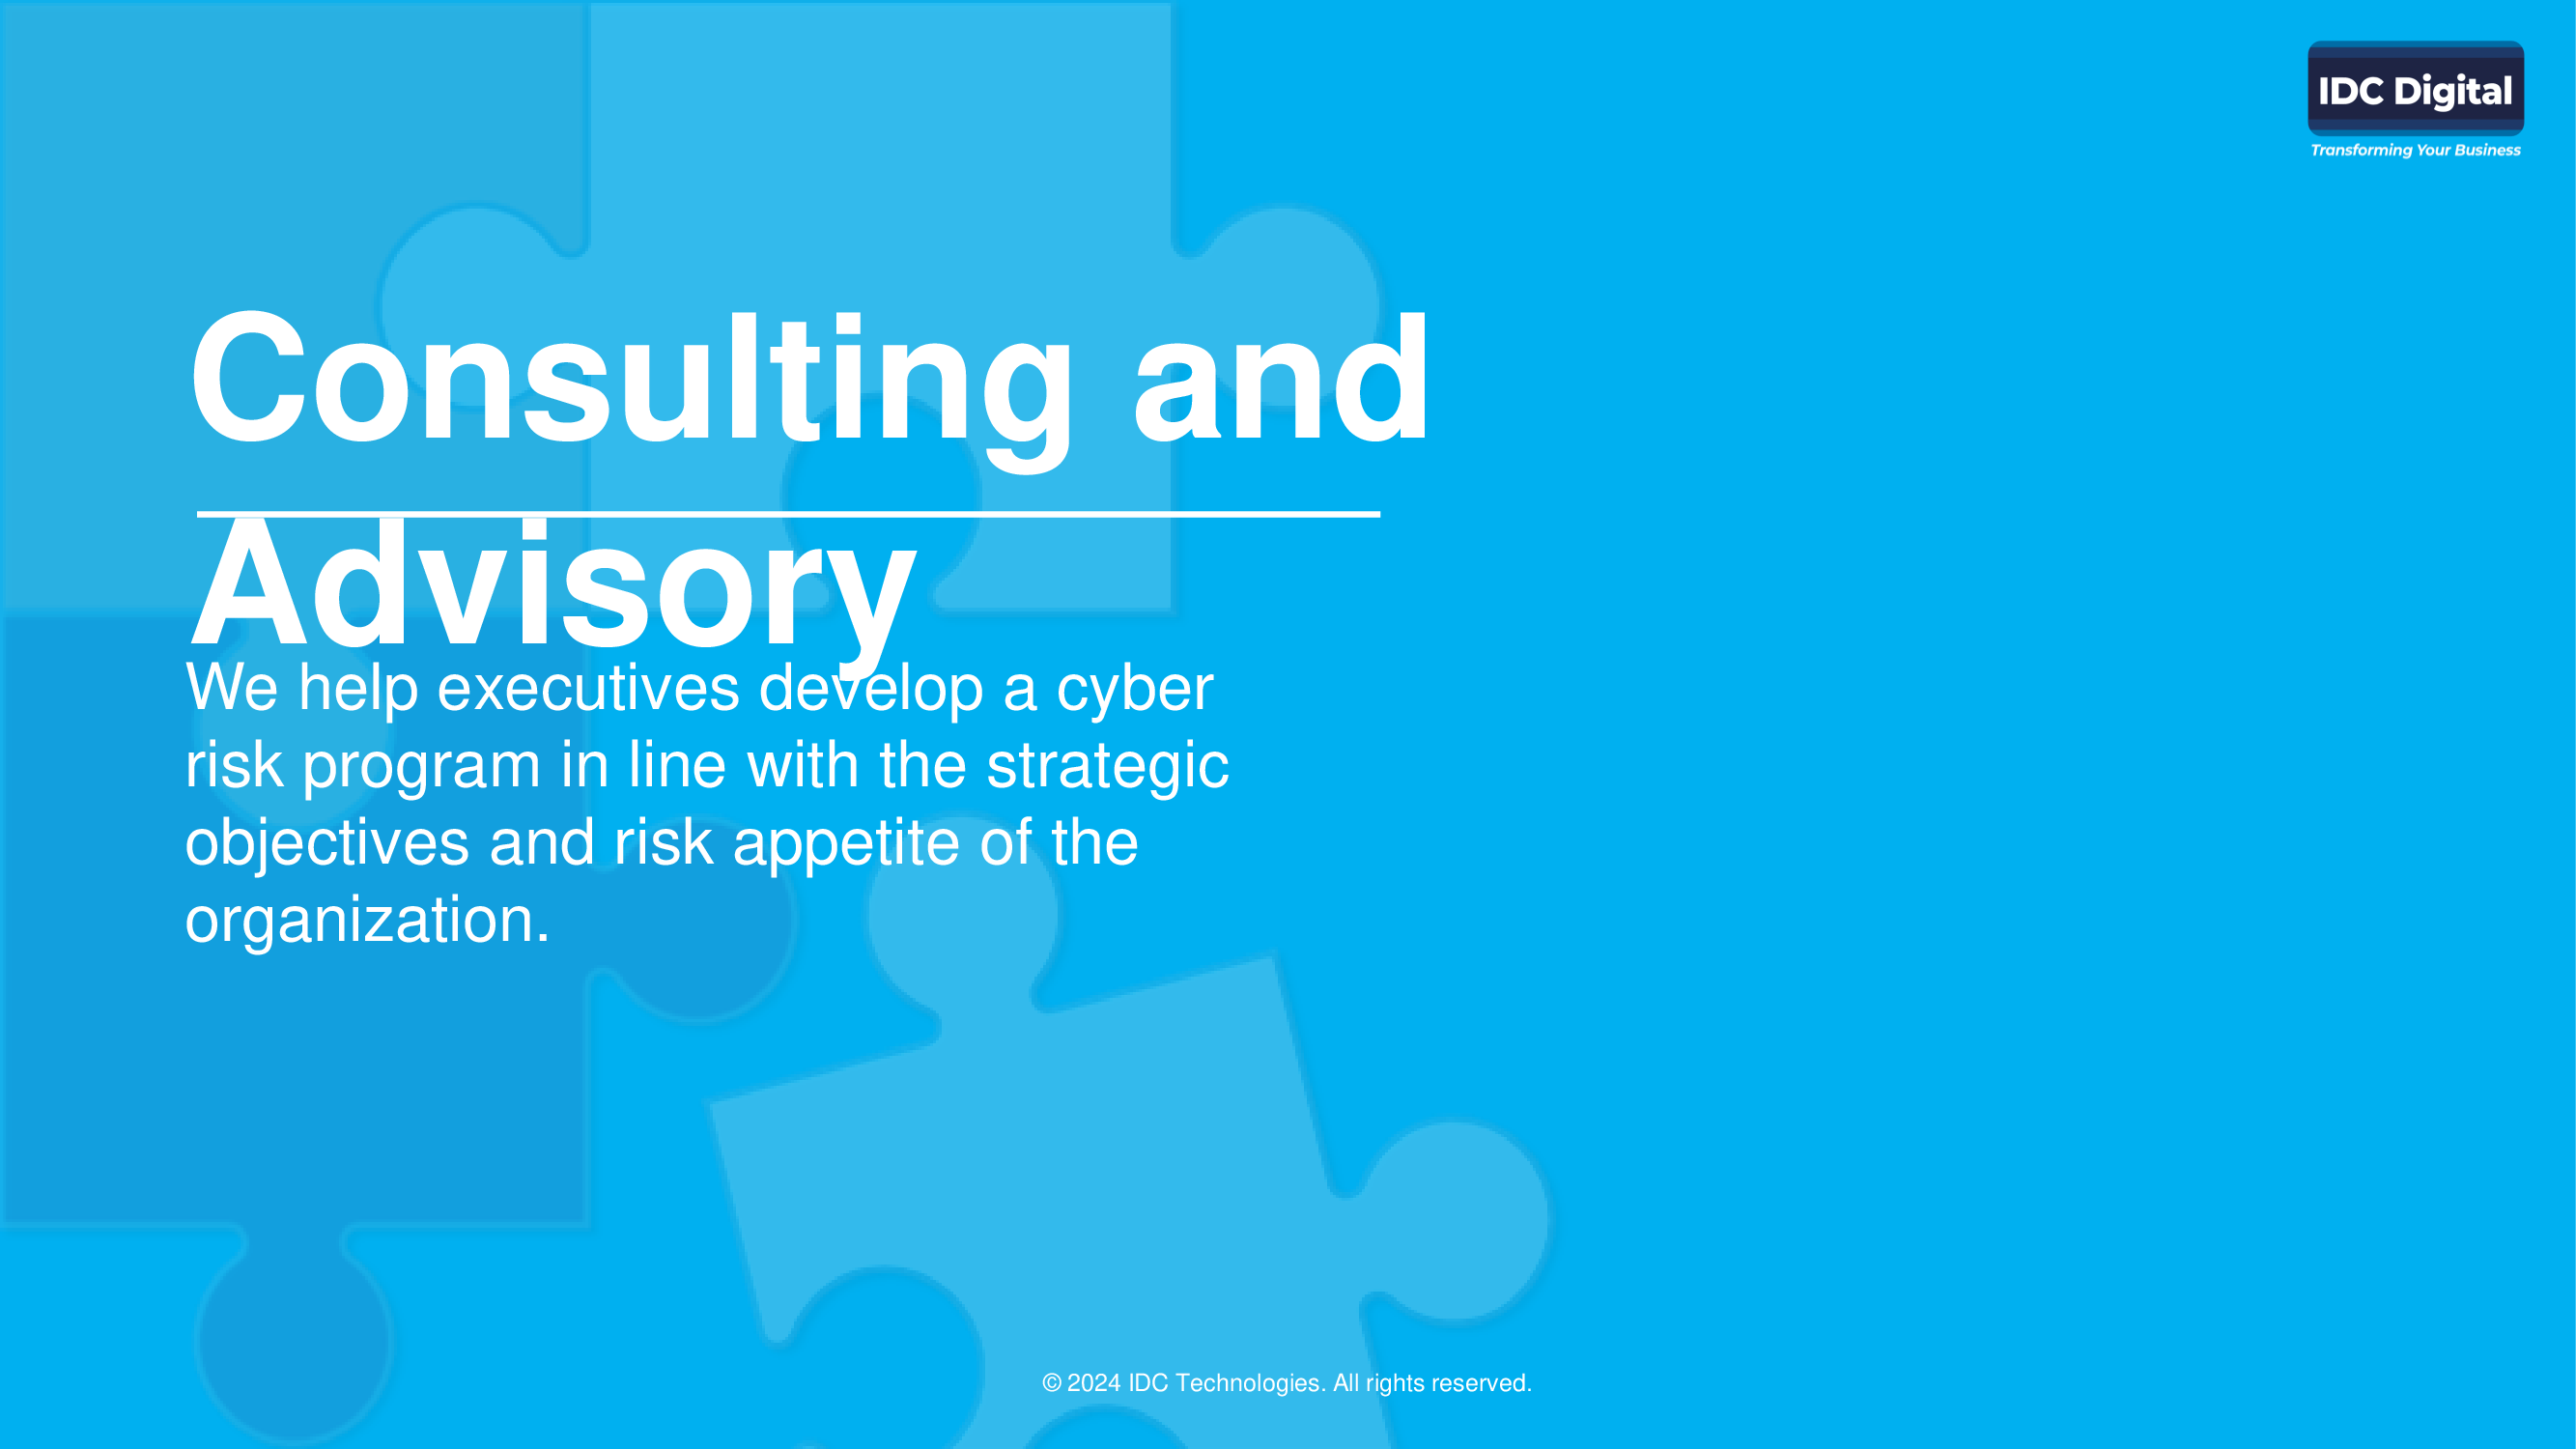 IDC Digital
Transforming Your Business
Consulting and
Advisory
We help executives develop a cyber
risk program in line with the strategic
objectives and risk appetite of the
organization.
© 2024 IDC Technologies. All rights reserved.